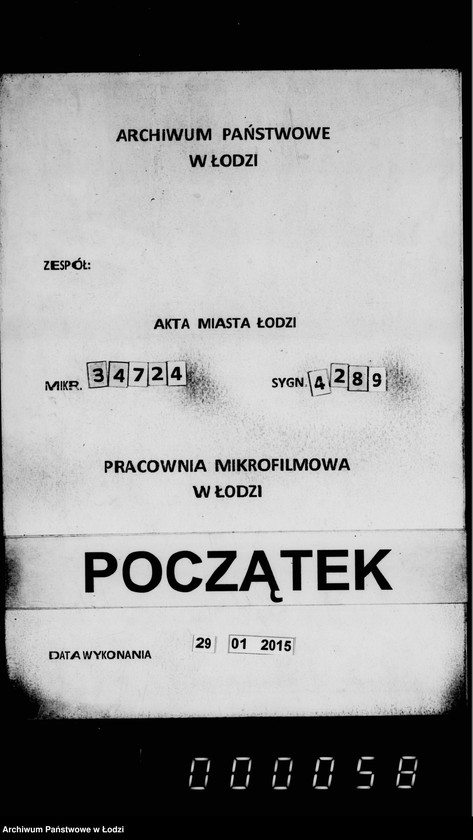 ARCHIWUM PAŃSTWOWE
W ŁODZI
ZESPÓŁ:
AKTA MIASTA ŁODZI
MIKR. 34724 SYGN. 4289
PRACOWNIA MIKROFILMOWA
W ŁODZI
POCZĄTEK
DATA WYKONANIA 29 01 2015
000058
Archiwum Państwowe w Łodzi